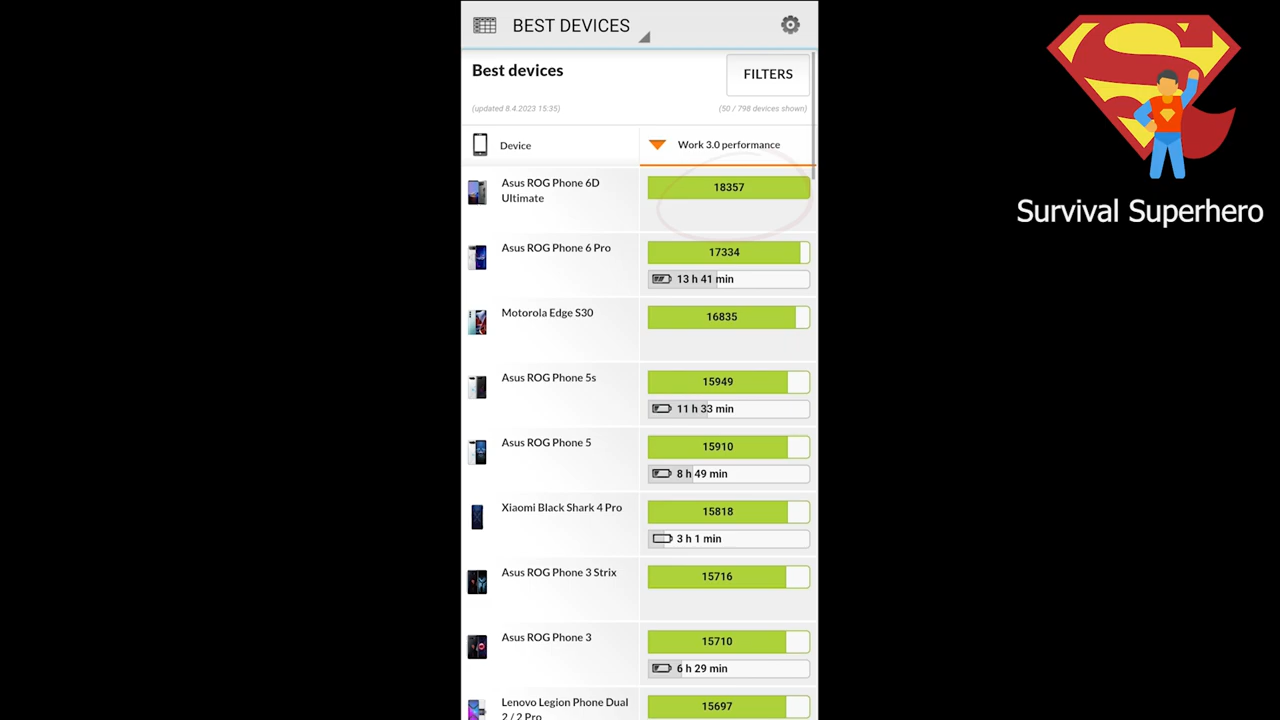 BEST DEVICES
Best devices
FILTERS
(updated 8.4.2023 15:35)
(50 / 798 devices shown)
Device
Work 3.0 performance
Asus ROG Phone 6D
Ultimate
18357
Asus ROG Phone 6 Pro
17334
13 h 41 min
Motorola Edge S30
16835
Asus ROG Phone 5s
15949
11 h 33 min
Asus ROG Phone 5
15910
8 h 49 min
Xiaomi Black Shark 4 Pro
15818
3 h 1 min
Asus ROG Phone 3 Strix
15716
Asus ROG Phone 3
15710
6 h 29 min
Lenovo Legion Phone Dual
2 / 2 Pro
15697
Survival Superhero